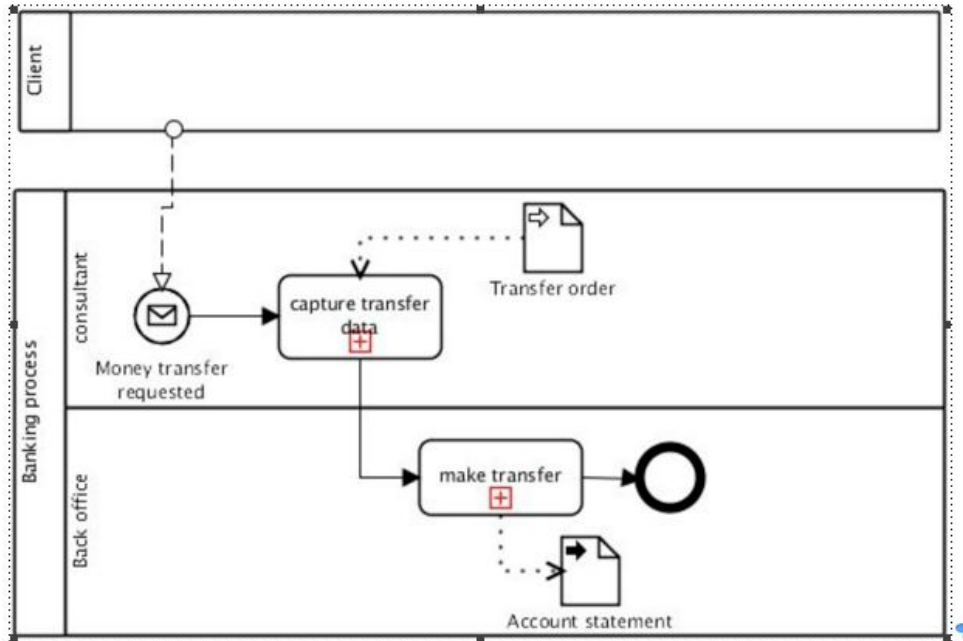 Client
Banking process
consultant
Transfer order
capture transfer
data
Money transfer
requested
Back office
make transfer
Account statement